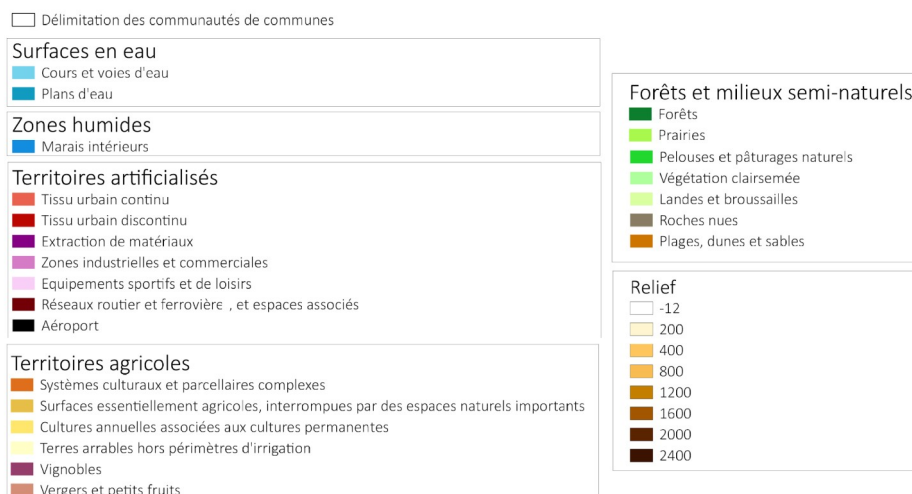 Délimitation des communautés de communes
Surfaces en eau
Cours et voies d'eau
Plans d'eau
Zones humides
Marais intérieurs
Territoires artificialisés
Tissu urbain continu
Tissu urbain discontinu
Extraction de matériaux
Zones industrielles et commerciales
Equipements sportifs et de loisirs
Réseaux routier et ferrovière , et espaces associés
Aéroport
Territoires agricoles
Systèmes culturaux et parcellaires complexes
Surfaces essentiellement agricoles, interrompues par des espaces naturels importants
Cultures annuelles associées aux cultures permanentes
Terres arrables hors périmètres d'irrigation
Vignobles
Vergers et petits fruits
Forêts et milieux semi-naturels
Forêts
Prairies
Pelouses et pâturages naturels
Végétation clairsemée
Landes et broussailles
Roches nues
Plages, dunes et sables
Relief
-12
200
400
800
1200
1600
2000
2400